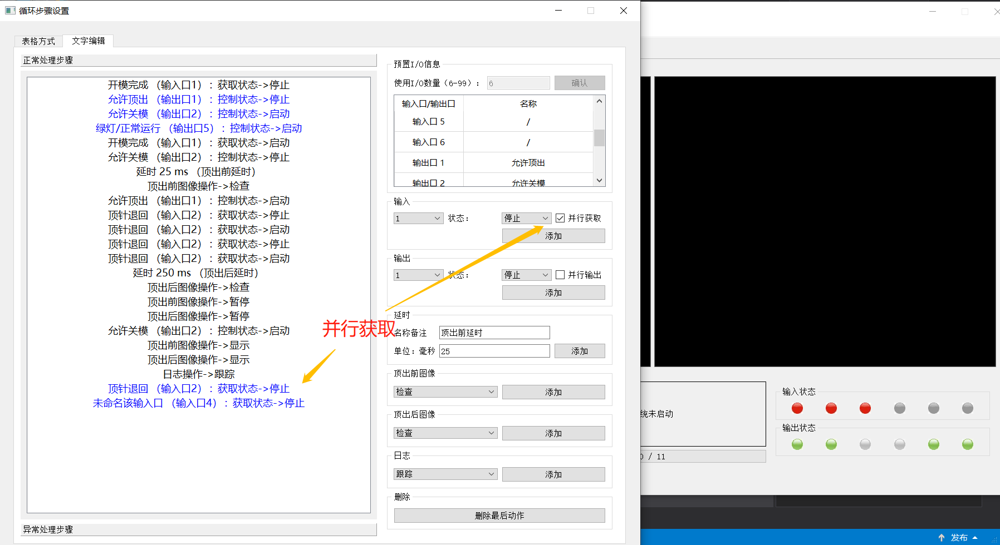 循环步骤设置
表格方式
文字编辑
正常处理步骤
开模完成 （输入口1）： 获取状态->停止
允许顶出 （输出口1）： 控制状态->停止
允许关模 （输出口2）： 控制状态->启动
绿灯/正常运行 （输出口5）： 控制状态->启动
开模完成 （输入口1）： 获取状态->启动
允许关模 （输出口2）： 控制状态->停止
延时 25 ms （顶出前延时）
顶出前图像操作->检查
允许顶出 （输出口1）： 控制状态->启动
顶针退回 （输入口2）： 获取状态->停止
顶针退回 （输入口2）： 获取状态->启动
顶针退回 （输入口2）： 获取状态->停止
顶针退回 （输入口2）： 获取状态->启动
延时 250 ms （顶出后延时）
顶出后图像操作->检查
顶出前图像操作->暂停
顶出后图像操作->暂停
允许关模 （输出口2）： 控制状态->启动
顶出前图像操作->显示
顶出后图像操作->显示
日志操作->跟踪
顶针退回 （输入口2）： 获取状态->停止
未命名该输入口 （输入口4）： 获取状态->停止
异常处理步骤
并行获取
预置I/O信息
使用I/O数量（6-99）： 6 确认
输入口/输出口 名称
输入口 5 /
输入口 6 /
输出口 1 允许顶出
输出口 2 允许关模
输入
1 状态： 停止 并行获取
添加
输出
1 状态： 停止 并行输出
添加
延时
名称备注 顶出前延时
单位：毫秒 25 添加
顶出前图像
检查 添加
顶出后图像
检查 添加
日志
跟踪 添加
删除
删除最后动作
统未启动
0 / 11
输入状态
输出状态
发布